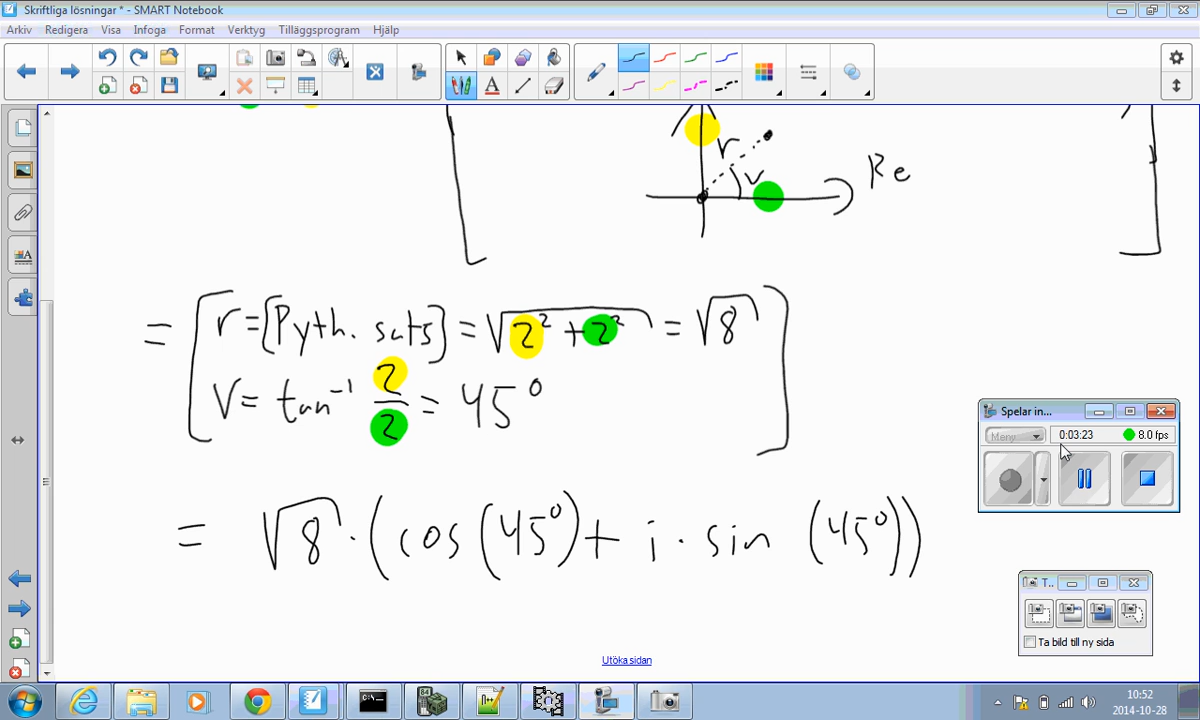 Skriftliga lösningar * - SMART Notebook
Arkiv Redigera Visa Infoga Format Verktyg Tilläggsprogram Hjälp
r
v
Re
= [ r = [Pyth. sats] = √(2² + 2²) = √8
v = tan⁻¹ 2/2 = 45° ]
= √8 · (cos (45°) + i · sin (45°))
Spelar in...
Meny 0:03:23 8.0 fps
T..
Ta bild till ny sida
Utöka sidan
10:52
2014-10-28